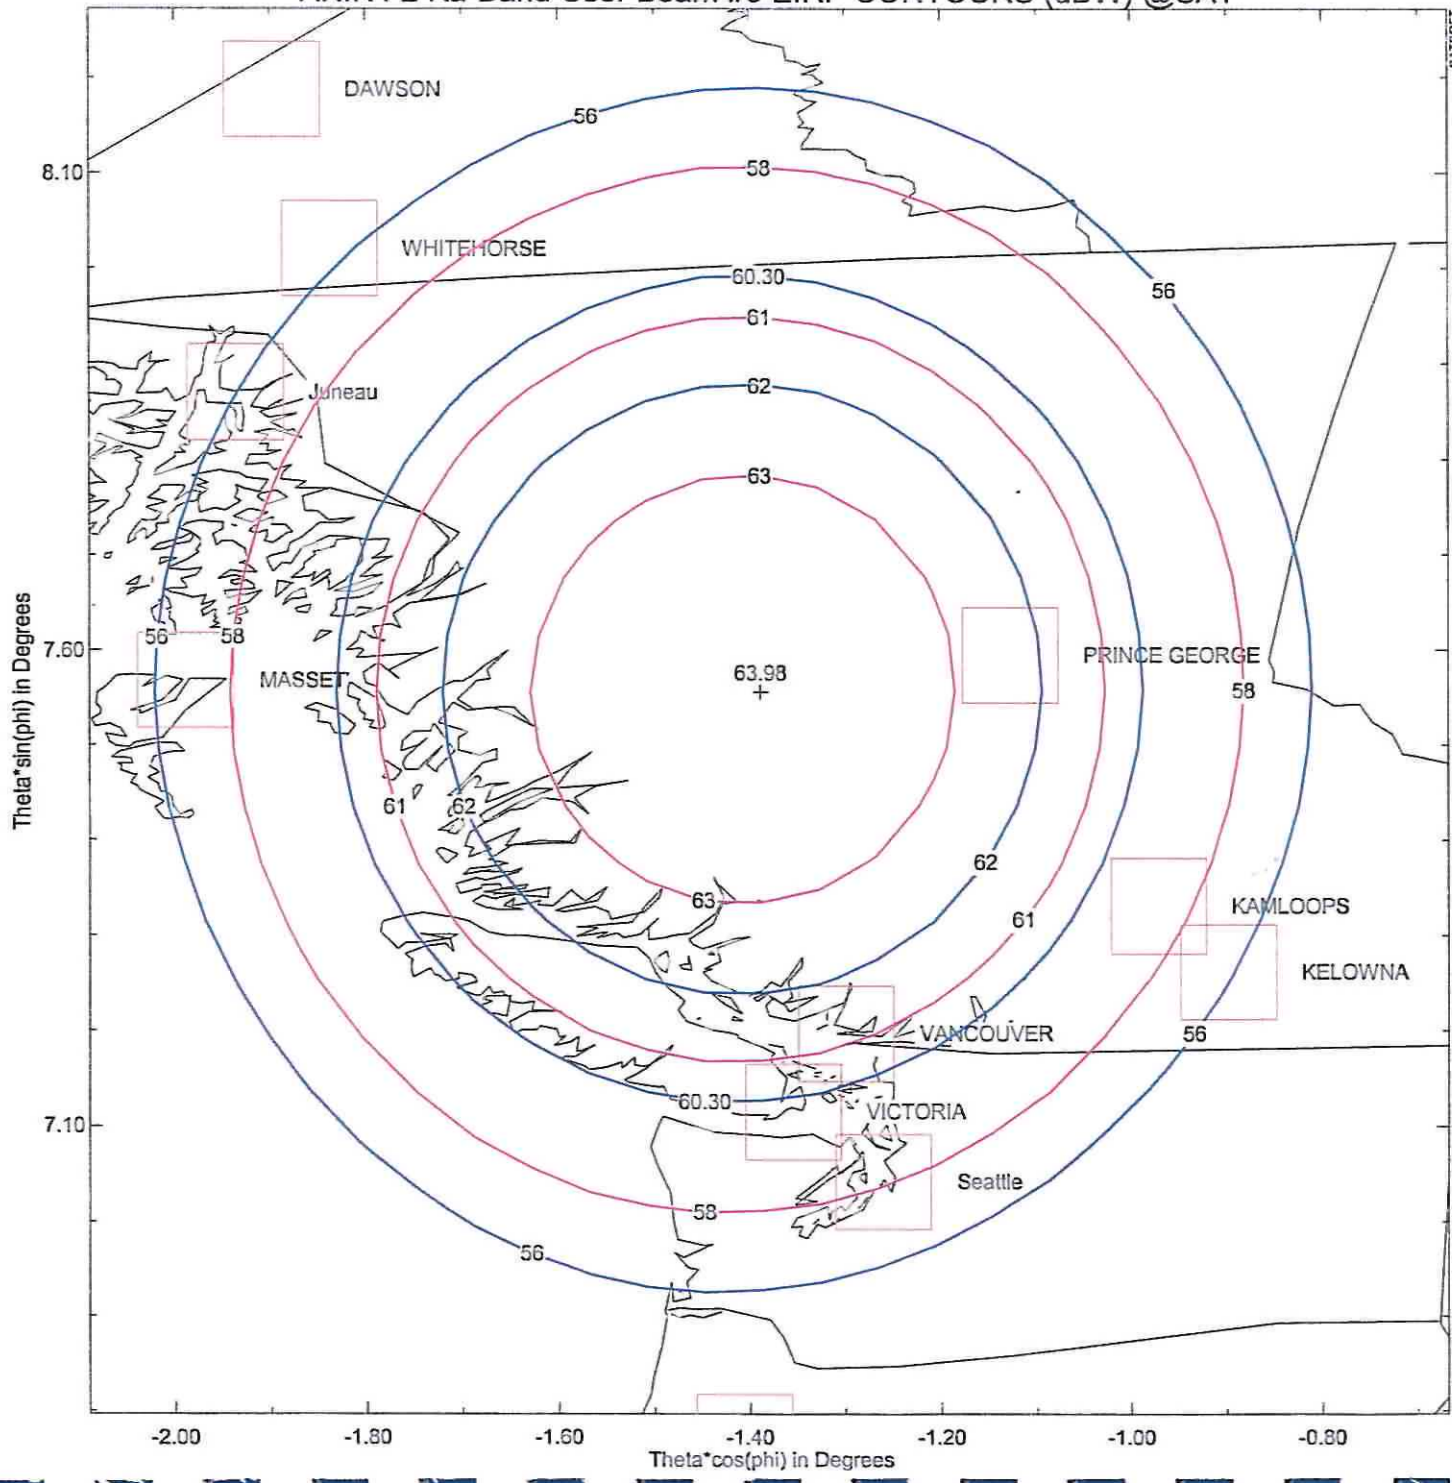 DAWSON
56
8.10
58
WHITEHORSE
60.30
56
61
Juneau
62
63
56
58
7.60
MASSET
63.98
PRINCE GEORGE
58
Theta*sin(phi) in Degrees
61
62
62
63
61
KAMLOOPS
KELOWNA
VANCOUVER
56
60.30
VICTORIA
7.10
Seattle
58
56
-2.00
-1.80
-1.60
-1.40
-1.20
-1.00
-0.80
Theta*cos(phi) in Degrees